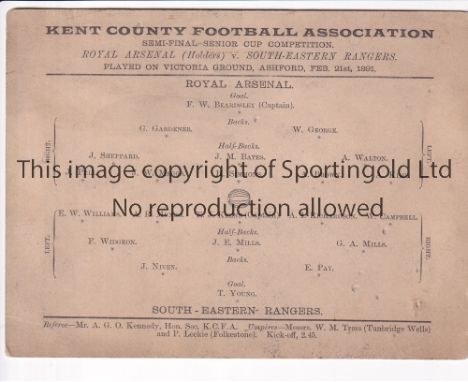 KENT COUNTY FOOTBALL ASSOCIATION
SEMI-FINAL—SENIOR CUP COMPETITION.
ROYAL ARSENAL (Holders) v. SOUTH-EASTERN RANGERS.
PLAYED ON VICTORIA GROUND, ASHFORD, FEB. 21st, 1891.
ROYAL ARSENAL.
Goal.
F. W. BEARDSLEY (Captain).
Backs.
G. GARDENER. W. GEORGE.
Half-Backs.
RIGHT. LEFT.
J. SHEPPARD. J. M. BATES. A. WALTON.
This image is copyright of Sportingold Ltd
No reproduction allowed
E. W. CAMPBELL.
Half-Backs.
LEFT. RIGHT.
F. WIDGEON. J. E. MILLS. G. A. MILLS.
Backs.
J. NIVEN. E. PAY.
Goal.
T. YOUNG.
SOUTH-EASTERN-RANGERS.
Referee—Mr. A. G. O. Kennedy, Hon. Sec. K.C.F.A. Umpires—Messrs. W. M. Tyms (Tunbridge Wells)
and P. Leckie (Folkestone). Kick-off, 2.45.